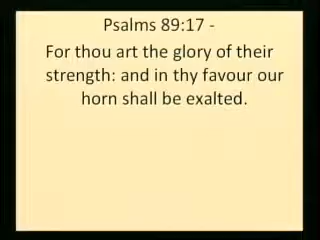 Psalms 89:17 -
For thou art the glory of their
strength: and in thy favour our
horn shall be exalted.